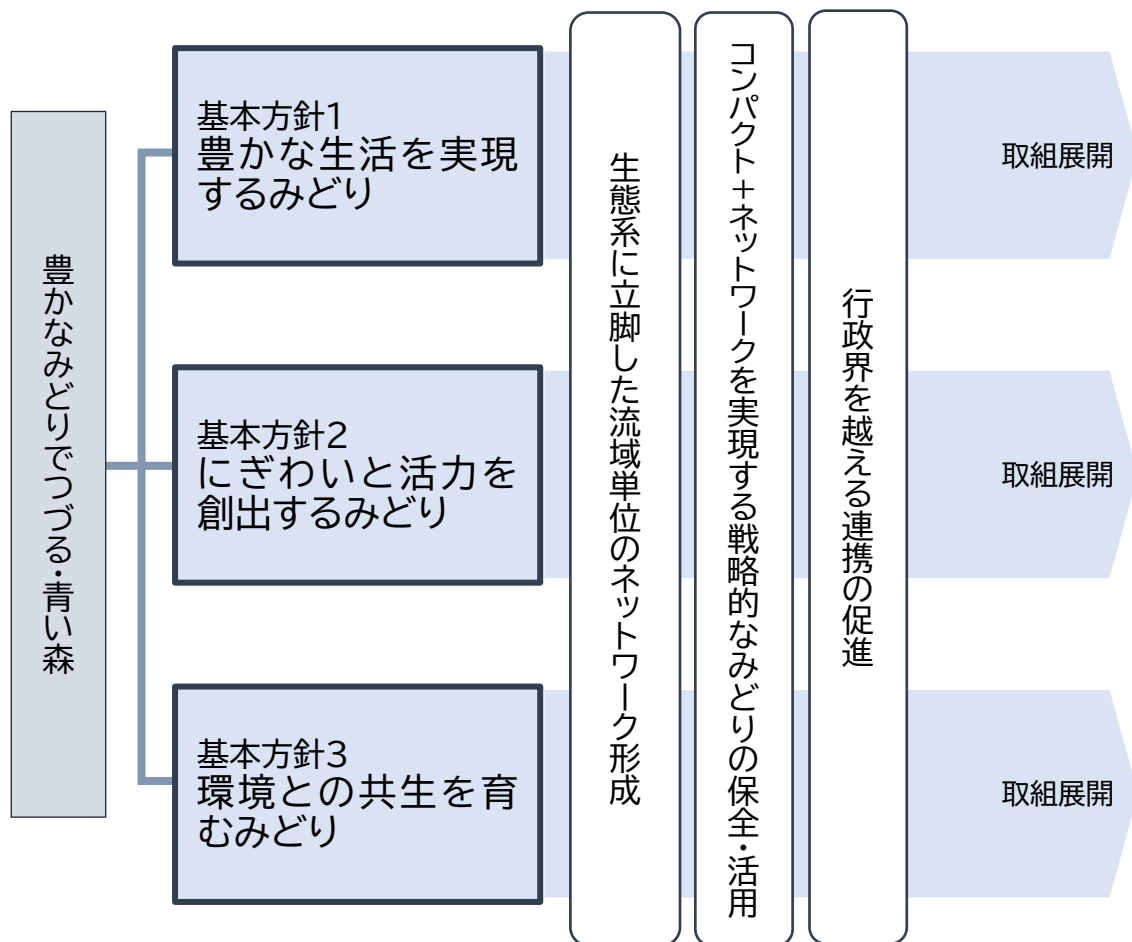 豊かなみどりでつづる・青い森
基本方針1
豊かな生活を実現
するみどり
基本方針2
にぎわいと活力を
創出するみどり
基本方針3
環境との共生を育
むみどり
生態系に立脚した流域単位のネットワーク形成
コンパクト+ネットワークを実現する戦略的なみどりの保全・活用
行政界を越える連携の促進
取組展開
取組展開
取組展開